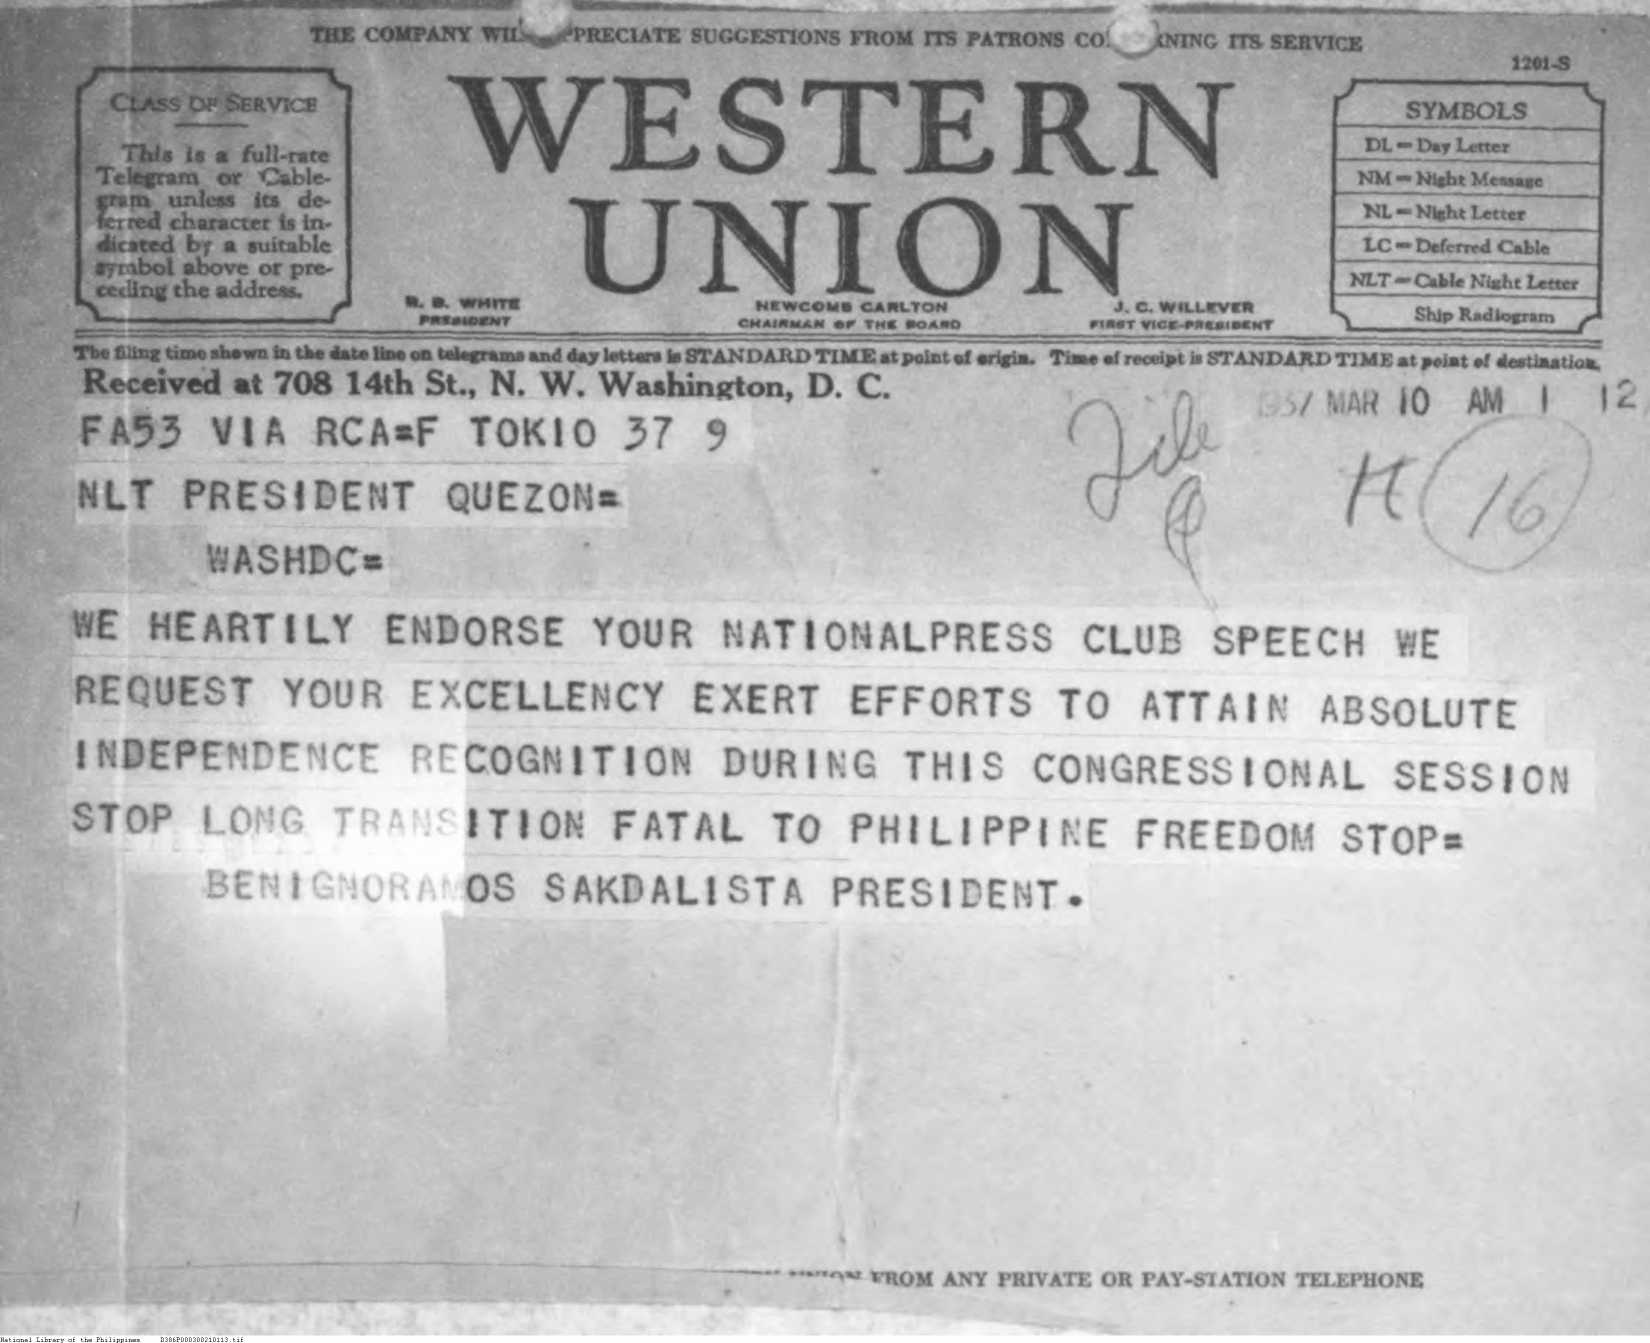 THE COMPANY WILL APPRECIATE SUGGESTIONS FROM ITS PATRONS CONCERNING ITS SERVICE
1201-S
CLASS OF SERVICE
This is a full-rate
Telegram or Cable-
gram unless its de-
ferred character is in-
dicated by a suitable
symbol above or pre-
ceding the address.
WESTERN
UNION
R. B. WHITE
PRESIDENT
NEWCOMB CARLTON
CHAIRMAN OF THE BOARD
J. C. WILLEVER
FIRST VICE-PRESIDENT
SYMBOLS
DL = Day Letter
NM = Night Message
NL = Night Letter
LC = Deferred Cable
NLT = Cable Night Letter
Ship Radiogram
The filing time shown in the date line on telegrams and day letters is STANDARD TIME at point of origin. Time of receipt is STANDARD TIME at point of destination.
Received at 708 14th St., N. W. Washington, D. C.
1937 MAR 10 AM 1 12
FA53 VIA RCA=F TOKIO 37 9
File
H 16
NLT PRESIDENT QUEZON=
WASHDC=
WE HEARTILY ENDORSE YOUR NATIONALPRESS CLUB SPEECH WE
REQUEST YOUR EXCELLENCY EXERT EFFORTS TO ATTAIN ABSOLUTE
INDEPENDENCE RECOGNITION DURING THIS CONGRESSIONAL SESSION
STOP LONG TRANSITION FATAL TO PHILIPPINE FREEDOM STOP=
BENIGNORAMOS SAKDALISTA PRESIDENT.
FROM ANY PRIVATE OR PAY-STATION TELEPHONE
National Library of the Philippines D386P000300210113.tif